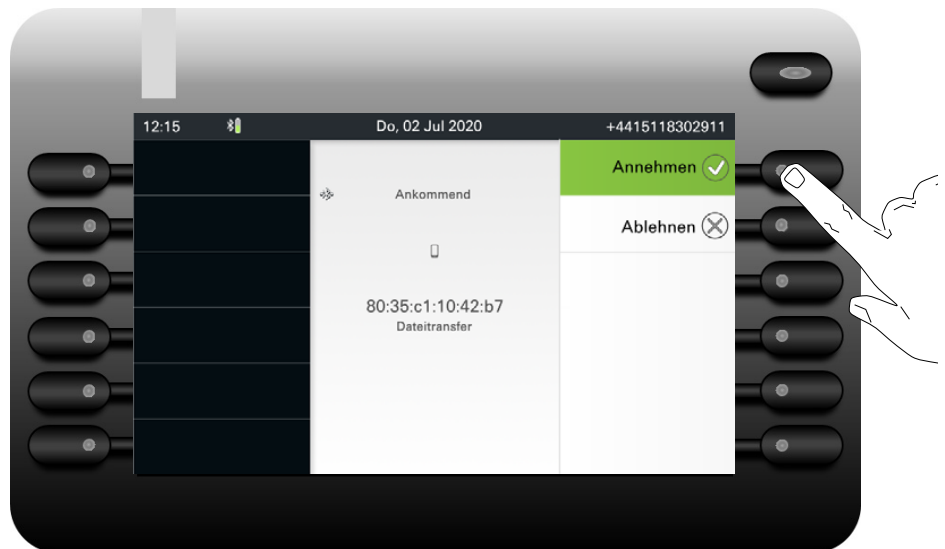 12:15 Do, 02 Jul 2020 +4415118302911
Annehmen
Ankommend
Ablehnen
80:35:c1:10:42:b7
Dateitransfer